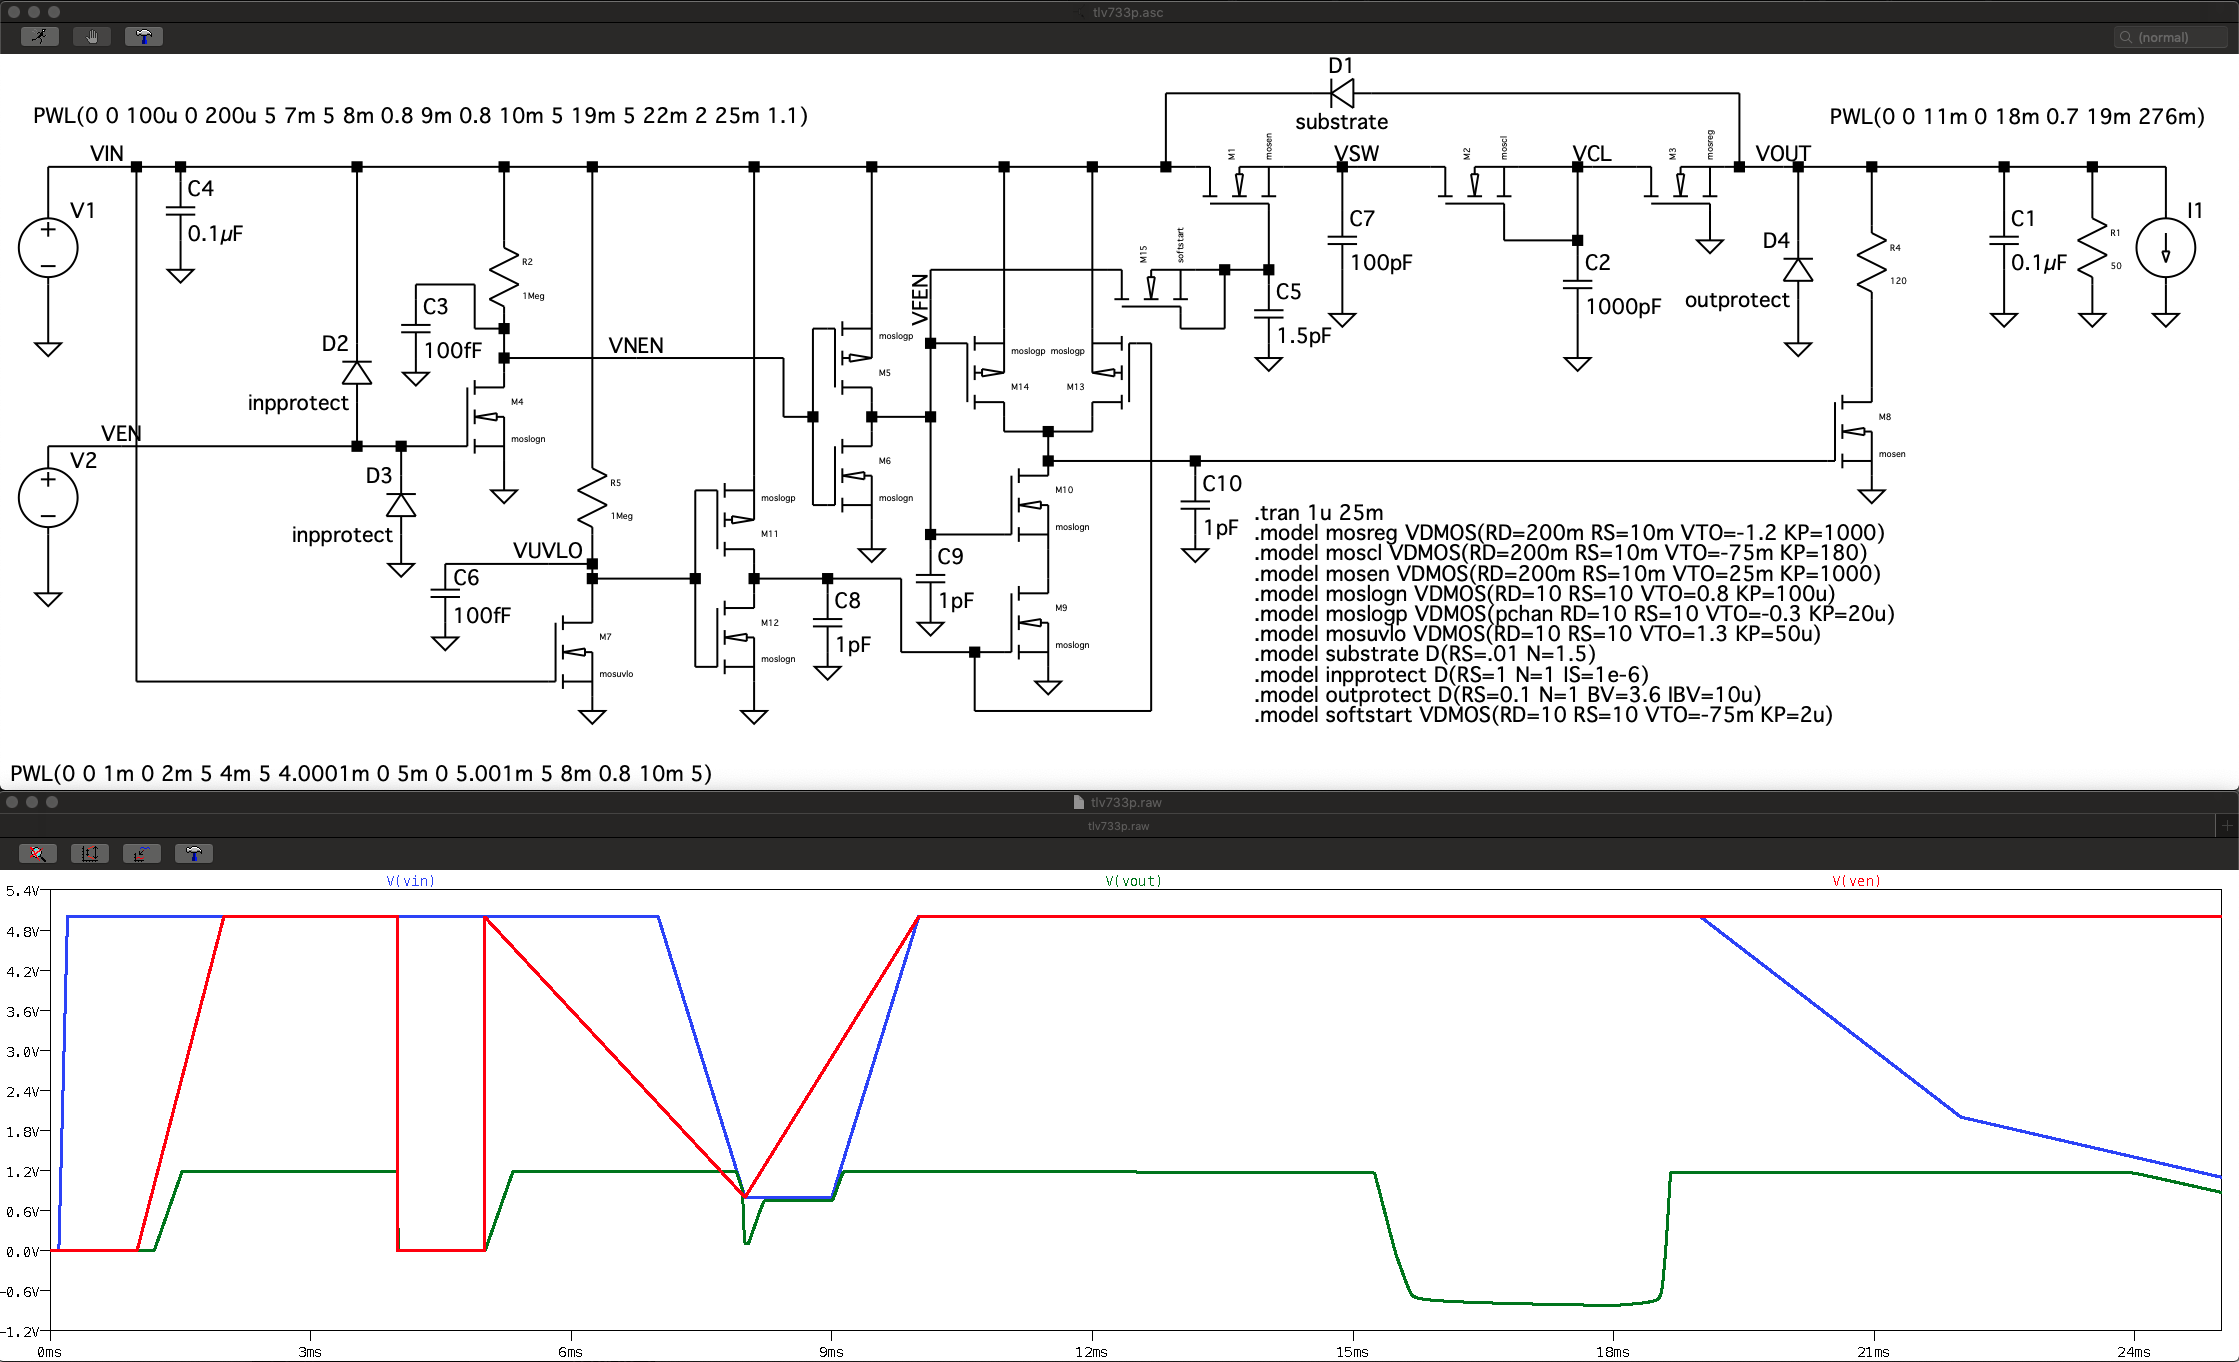 tlv733p.asc
(normal)
D1
substrate
PWL(0 0 100u 0 200u 5 7m 5 8m 0.8 9m 0.8 10m 5 19m 5 22m 2 25m 1.1)
PWL(0 0 11m 0 18m 0.7 19m 276m)
VIN
M1
mosen
VSW
M2
moscl
VCL
M3
mosreg
VOUT
V1
C4
0.1µF
C7
100pF
C1
0.1µF
R1
50
I1
D4
outprotect
R4
120
R2
1Meg
M15
softstart
C2
1000pF
C3
100fF
VFEN
C5
1.5pF
D2
inpprotect
VNEN
moslogp
M5
moslogp
M14
moslogp
M13
M4
moslogn
VEN
V2
D3
inpprotect
M6
moslogn
M8
mosen
R5
1Meg
moslogp
M11
M10
moslogn
C10
1pF
VUVLO
C6
100fF
C8
1pF
C9
1pF
M12
moslogn
M9
moslogn
M7
mosuvlo
.tran 1u 25m
.model mosreg VDMOS(RD=200m RS=10m VTO=-1.2 KP=1000)
.model moscl VDMOS(RD=200m RS=10m VTO=-75m KP=180)
.model mosen VDMOS(RD=200m RS=10m VTO=25m KP=1000)
.model moslogn VDMOS(RD=10 RS=10 VTO=0.8 KP=100u)
.model moslogp VDMOS(pchan RD=10 RS=10 VTO=-0.3 KP=20u)
.model mosuvlo VDMOS(RD=10 RS=10 VTO=1.3 KP=50u)
.model substrate D(RS=.01 N=1.5)
.model inpprotect D(RS=1 N=1 IS=1e-6)
.model outprotect D(RS=0.1 N=1 BV=3.6 IBV=10u)
.model softstart VDMOS(RD=10 RS=10 VTO=-75m KP=2u)
PWL(0 0 1m 0 2m 5 4m 5 4.0001m 0 5m 0 5.001m 5 8m 0.8 10m 5)
tlv733p.raw
tlv733p.raw
V(vin)
V(vout)
V(ven)
5.4V
4.8V
4.2V
3.6V
3.0V
2.4V
1.8V
1.2V
0.6V
0.0V
-0.6V
-1.2V
0ms
3ms
6ms
9ms
12ms
15ms
18ms
21ms
24ms